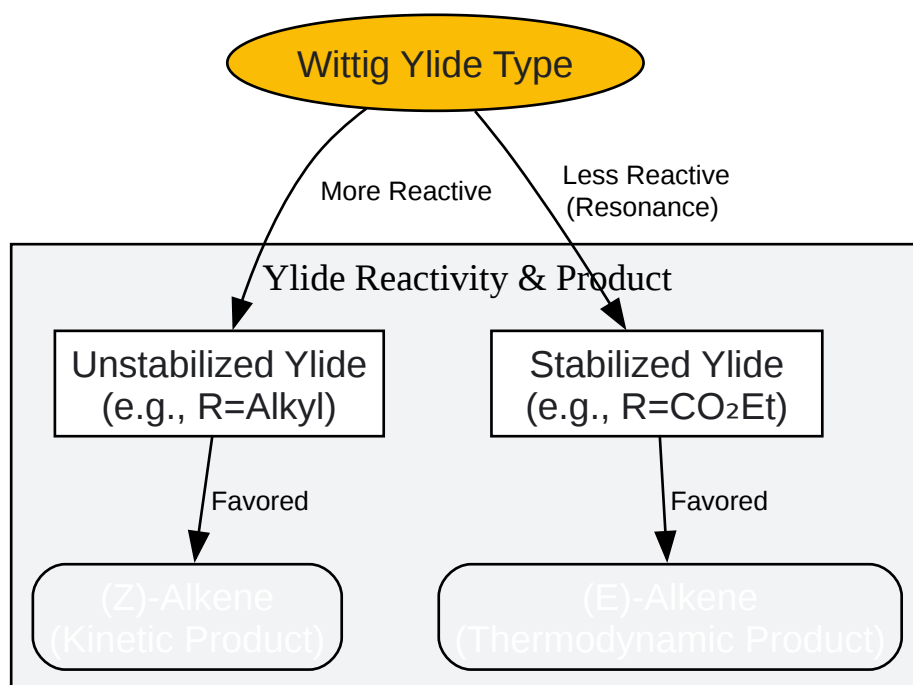 Wittig Ylide Type
More Reactive
Less Reactive
(Resonance)
Ylide Reactivity & Product
Unstabilized Ylide
(e.g., R=Alkyl)
Stabilized Ylide
(e.g., R=CO₂Et)
Favored
Favored
(Z)-Alkene
(Kinetic Product)
(E)-Alkene
(Thermodynamic Product)